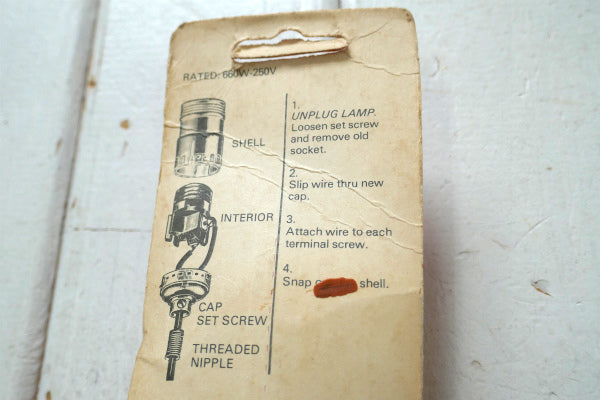 RATED: 660W-250V
SHELL
INTERIOR
CAP
SET SCREW
THREADED
NIPPLE
1.
UNPLUG LAMP.
Loosen set screw
and remove old
socket.
2.
Slip wire thru new
cap.
3.
Attach wire to each
terminal screw.
4.
Snap shell.